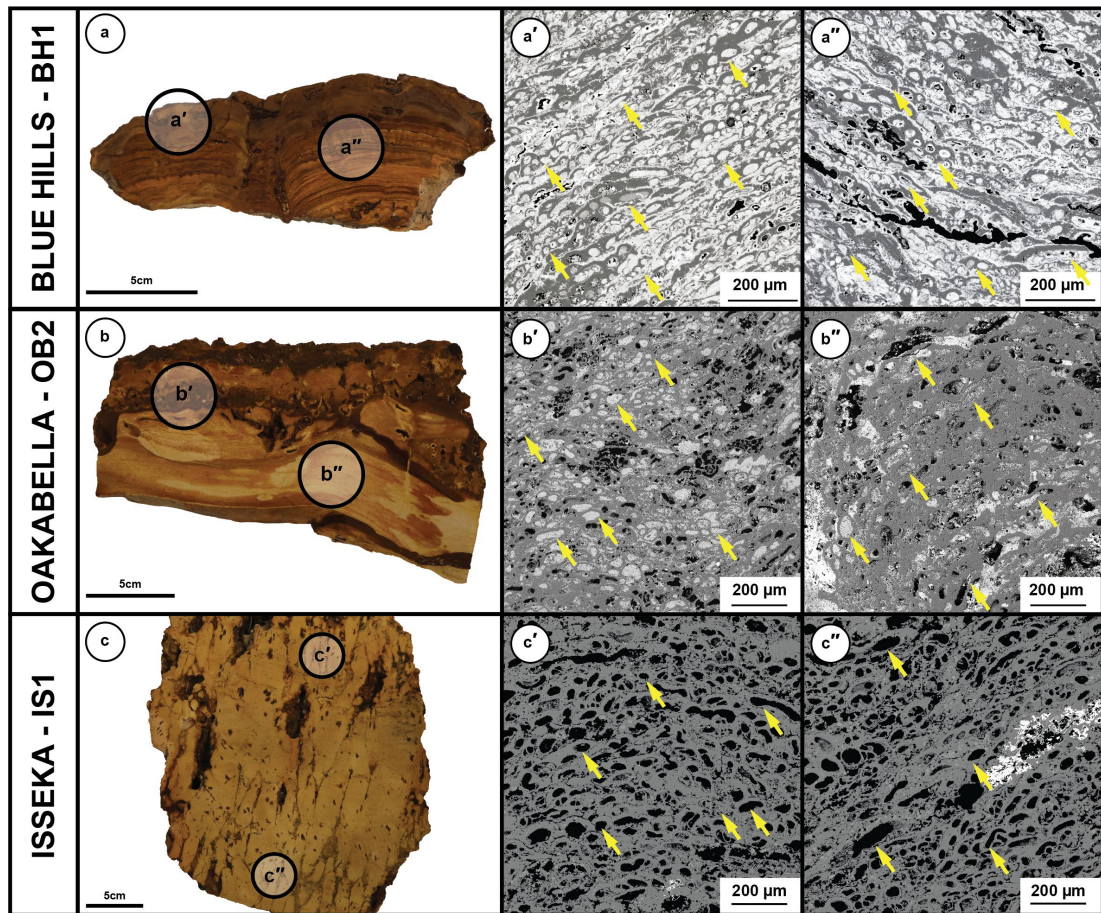 BLUE HILLS - BH1
a
a′
a″
5cm
a′
200 µm
a″
200 µm
OAKABELLA - OB2
b
b′
b″
5cm
b′
200 µm
b″
200 µm
ISSEKA - IS1
c
c′
c″
5cm
c′
200 µm
c″
200 µm